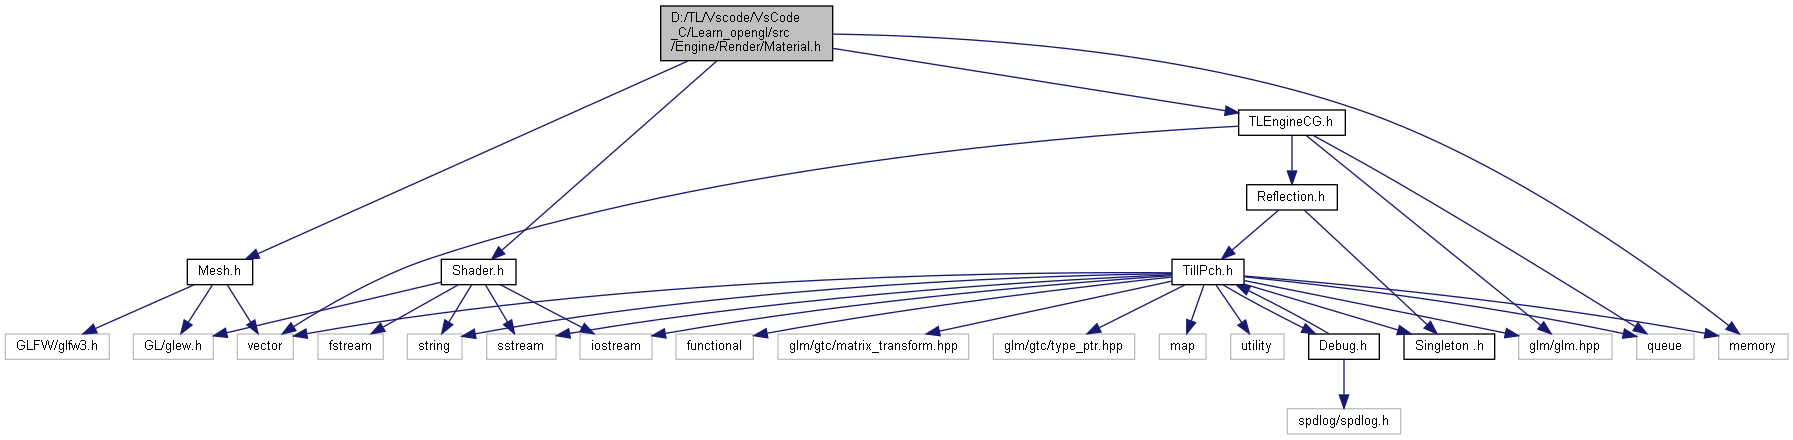 D:/TL/Vscode/VsCode
_C/Learn_opengl/src
/Engine/Render/Material.h
TLEngineCG.h
Reflection.h
Mesh.h
Shader.h
TillPch.h
GLFW/glfw3.h
GL/glew.h
vector
fstream
string
sstream
iostream
functional
glm/gtc/matrix_transform.hpp
glm/gtc/type_ptr.hpp
map
utility
Debug.h
Singleton .h
glm/glm.hpp
queue
memory
spdlog/spdlog.h